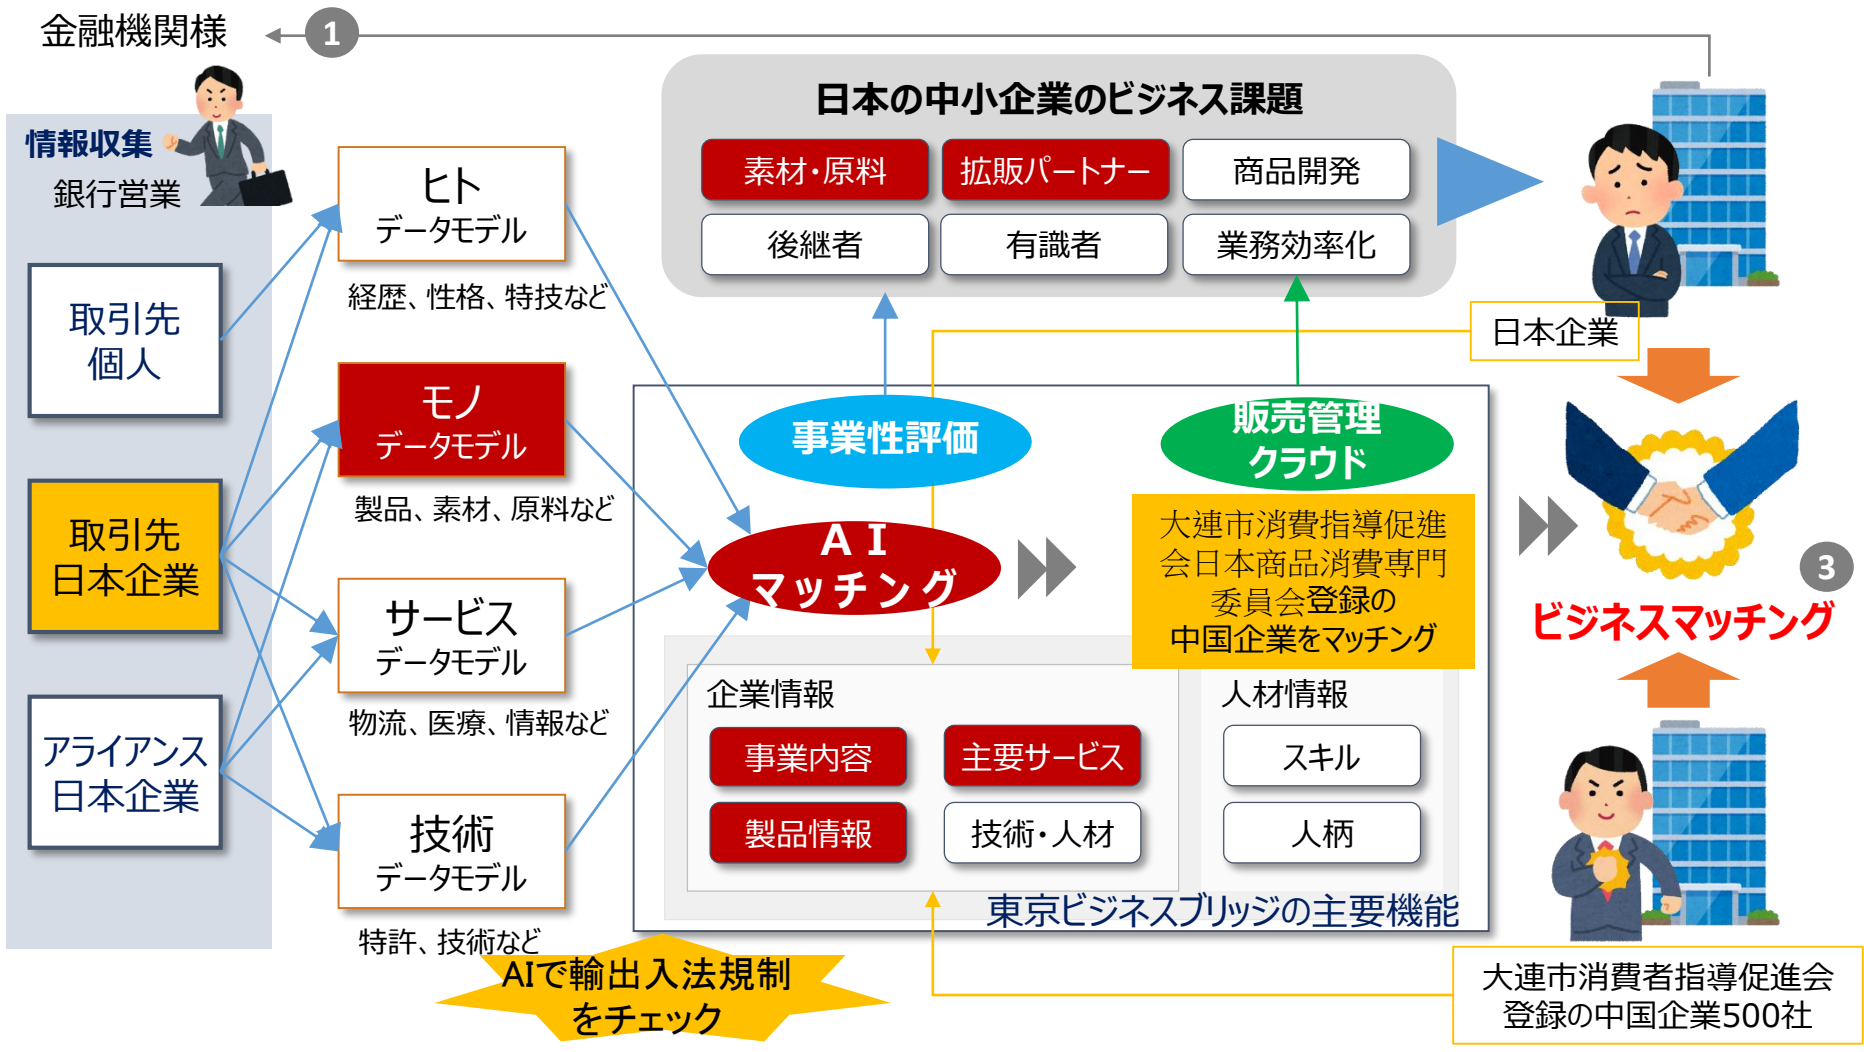 金融機関様
1
情報収集
銀行営業
取引先
個人
取引先
日本企業
アライアンス
日本企業
ヒト
データモデル
経歴、性格、特技など
モノ
データモデル
製品、素材、原料など
サービス
データモデル
物流、医療、情報など
技術
データモデル
特許、技術など
日本の中小企業のビジネス課題
素材・原料
拡販パートナー
商品開発
後継者
有識者
業務効率化
日本企業
事業性評価
販売管理
クラウド
AI
マッチング
大連市消費指導促進
会日本商品消費専門
委員会登録の
中国企業をマッチング
企業情報
事業内容
主要サービス
製品情報
技術・人材
人材情報
スキル
人柄
東京ビジネスブリッジの主要機能
AIで輸出入法規制
をチェック
3
ビジネスマッチング
大連市消費者指導促進会
登録の中国企業500社